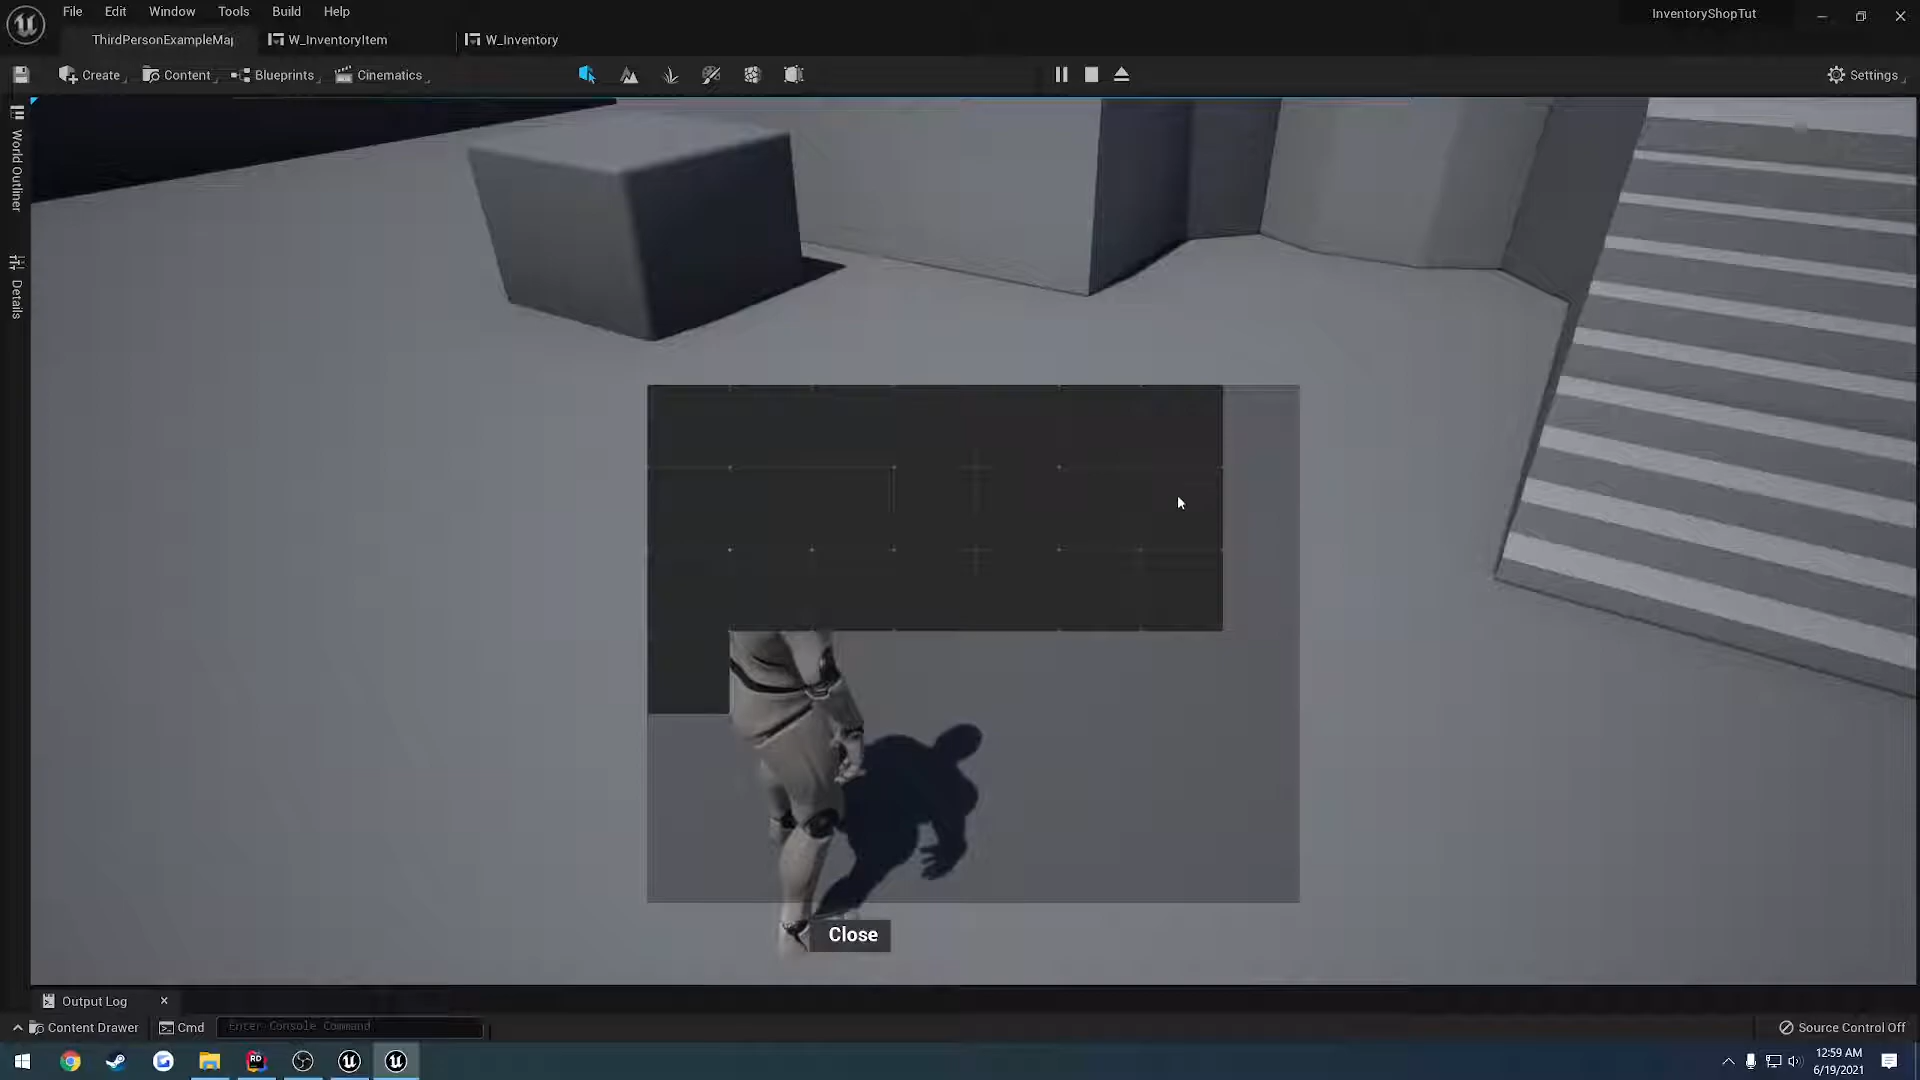 File Edit Window Tools Build Help
InventoryShopTut
ThirdPersonExampleMap
W_InventoryItem
W_Inventory
Create
Content
Blueprints
Cinematics
Settings
World Outliner
Details
Close
Output Log
Content Drawer
Cmd
Enter Console Command
Source Control Off
12:59 AM
6/19/2021